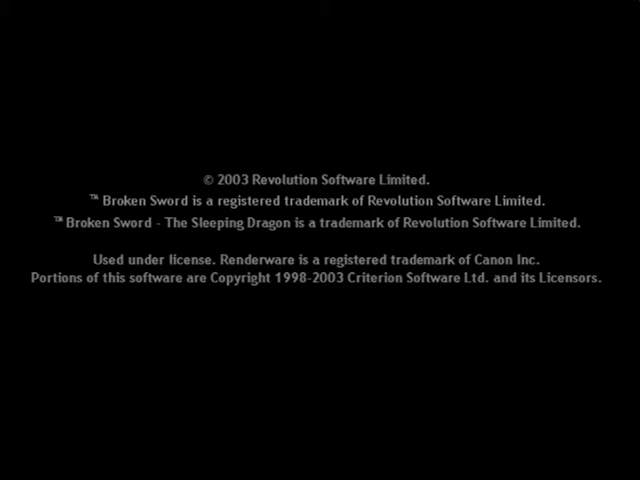 © 2003 Revolution Software Limited.
™ Broken Sword is a registered trademark of Revolution Software Limited.
™ Broken Sword - The Sleeping Dragon is a trademark of Revolution Software Limited.
Used under license. Renderware is a registered trademark of Canon Inc.
Portions of this software are Copyright 1998-2003 Criterion Software Ltd. and its Licensors.